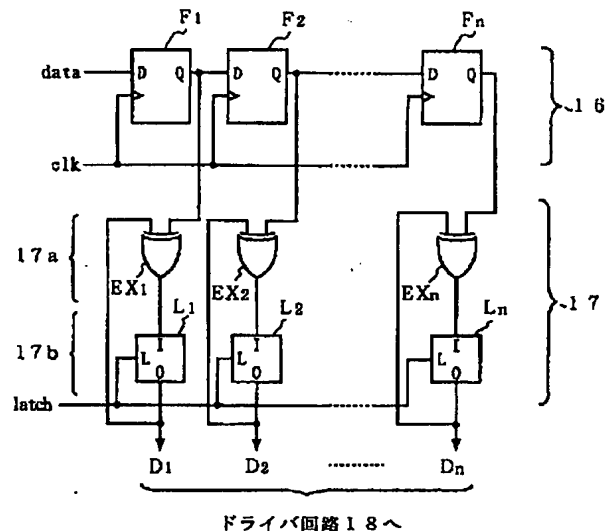 F1 F2 Fn
data D Q D Q D Q
16
clk
17a
EX1 EX2 EXn
17
L1 L2 Ln
17b
I I I
L L L
O O O
latch
D1 D2 Dn
ドライバ回路18へ